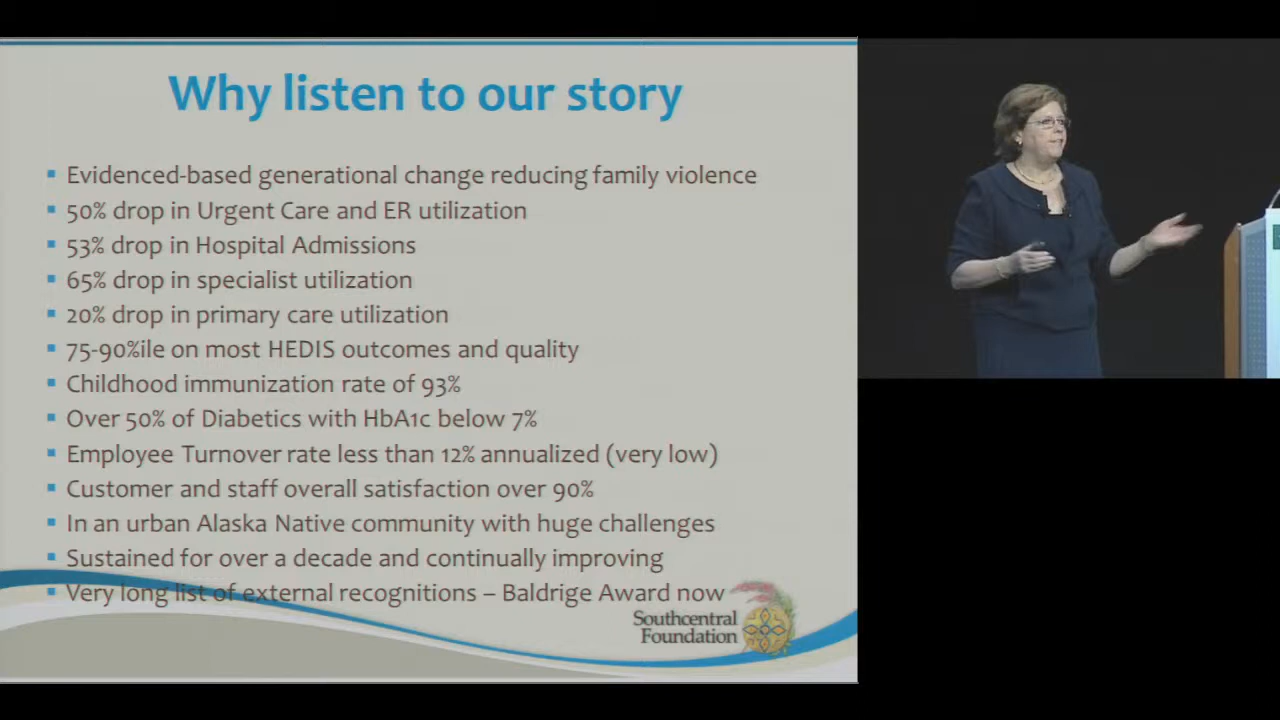 Why listen to our story
Evidenced-based generational change reducing family violence
50% drop in Urgent Care and ER utilization
53% drop in Hospital Admissions
65% drop in specialist utilization
20% drop in primary care utilization
75-90%ile on most HEDIS outcomes and quality
Childhood immunization rate of 93%
Over 50% of Diabetics with HbA1c below 7%
Employee Turnover rate less than 12% annualized (very low)
Customer and staff overall satisfaction over 90%
In an urban Alaska Native community with huge challenges
Sustained for over a decade and continually improving
Very long list of external recognitions – Baldrige Award now
Southcentral
Foundation